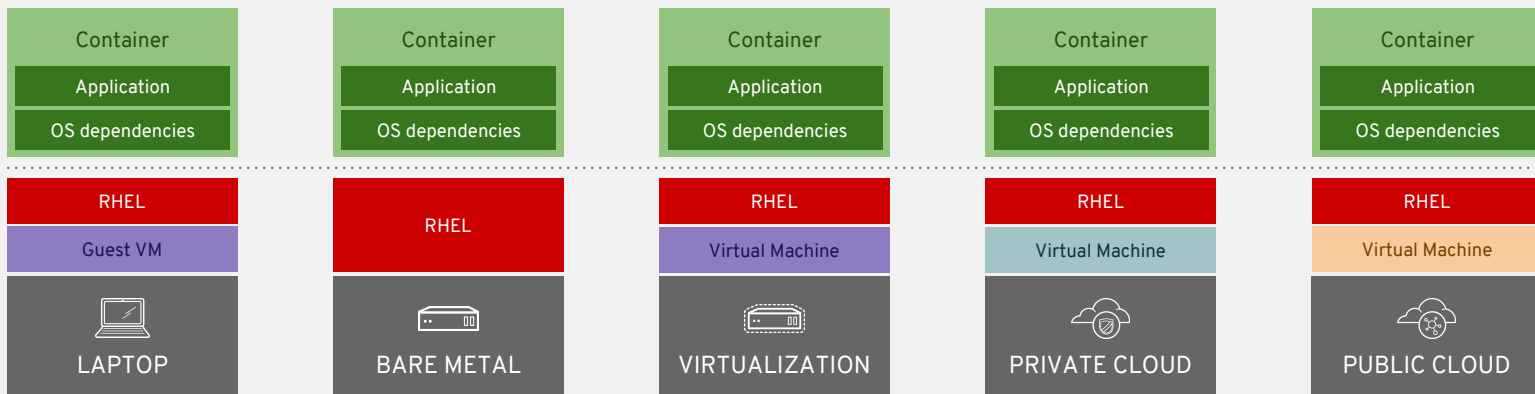 Container
Application
OS dependencies
RHEL
Guest VM
LAPTOP
Container
Application
OS dependencies
RHEL
BARE METAL
Container
Application
OS dependencies
RHEL
Virtual Machine
VIRTUALIZATION
Container
Application
OS dependencies
RHEL
Virtual Machine
PRIVATE CLOUD
Container
Application
OS dependencies
RHEL
Virtual Machine
PUBLIC CLOUD